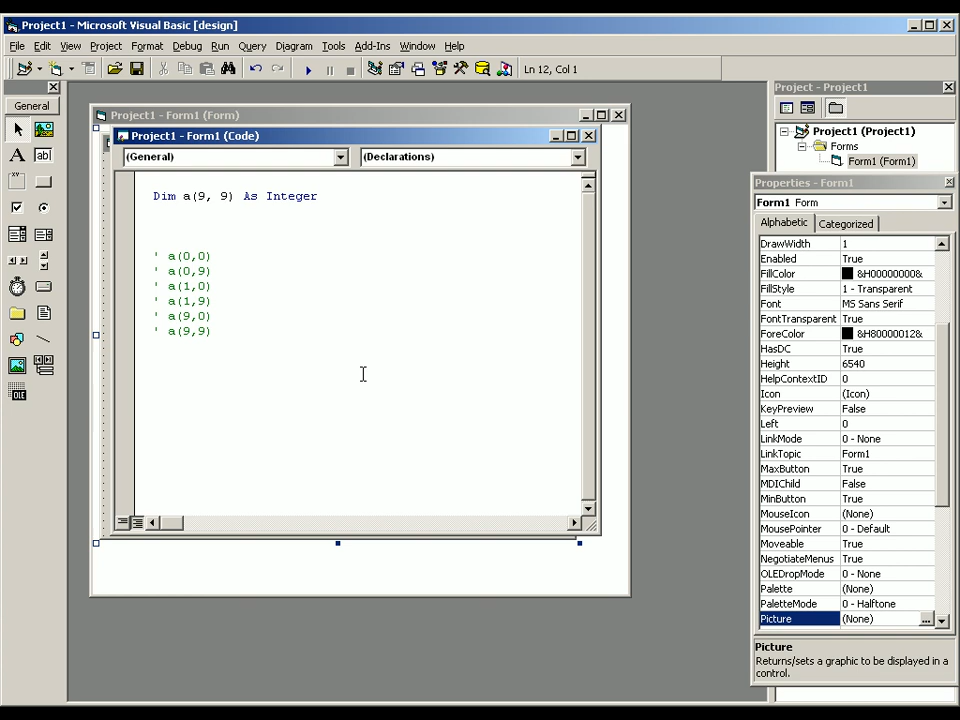 Project1 - Microsoft Visual Basic [design]
File Edit View Project Format Debug Run Query Diagram Tools Add-Ins Window Help
Ln 12, Col 1
General
A
ab|
XY
OLE
Project1 - Form1 (Form)
Project1 - Form1 (Code)
(General)
(Declarations)
Dim a(9, 9) As Integer
' a(0,0)
' a(0,9)
' a(1,0)
' a(1,9)
' a(9,0)
' a(9,9)
Project - Project1
Project1 (Project1)
Forms
Form1 (Form1)
Properties - Form1
Form1 Form
Alphabetic Categorized
DrawWidth 1
Enabled True
FillColor &H00000000&
FillStyle 1 - Transparent
Font MS Sans Serif
FontTransparent True
ForeColor &H80000012&
HasDC True
Height 6540
HelpContextID 0
Icon (Icon)
KeyPreview False
Left 0
LinkMode 0 - None
LinkTopic Form1
MaxButton True
MDIChild False
MinButton True
MouseIcon (None)
MousePointer 0 - Default
Moveable True
NegotiateMenus True
OLEDropMode 0 - None
Palette (None)
PaletteMode 0 - Halftone
Picture (None) ...
Picture
Returns/sets a graphic to be displayed in a
control.